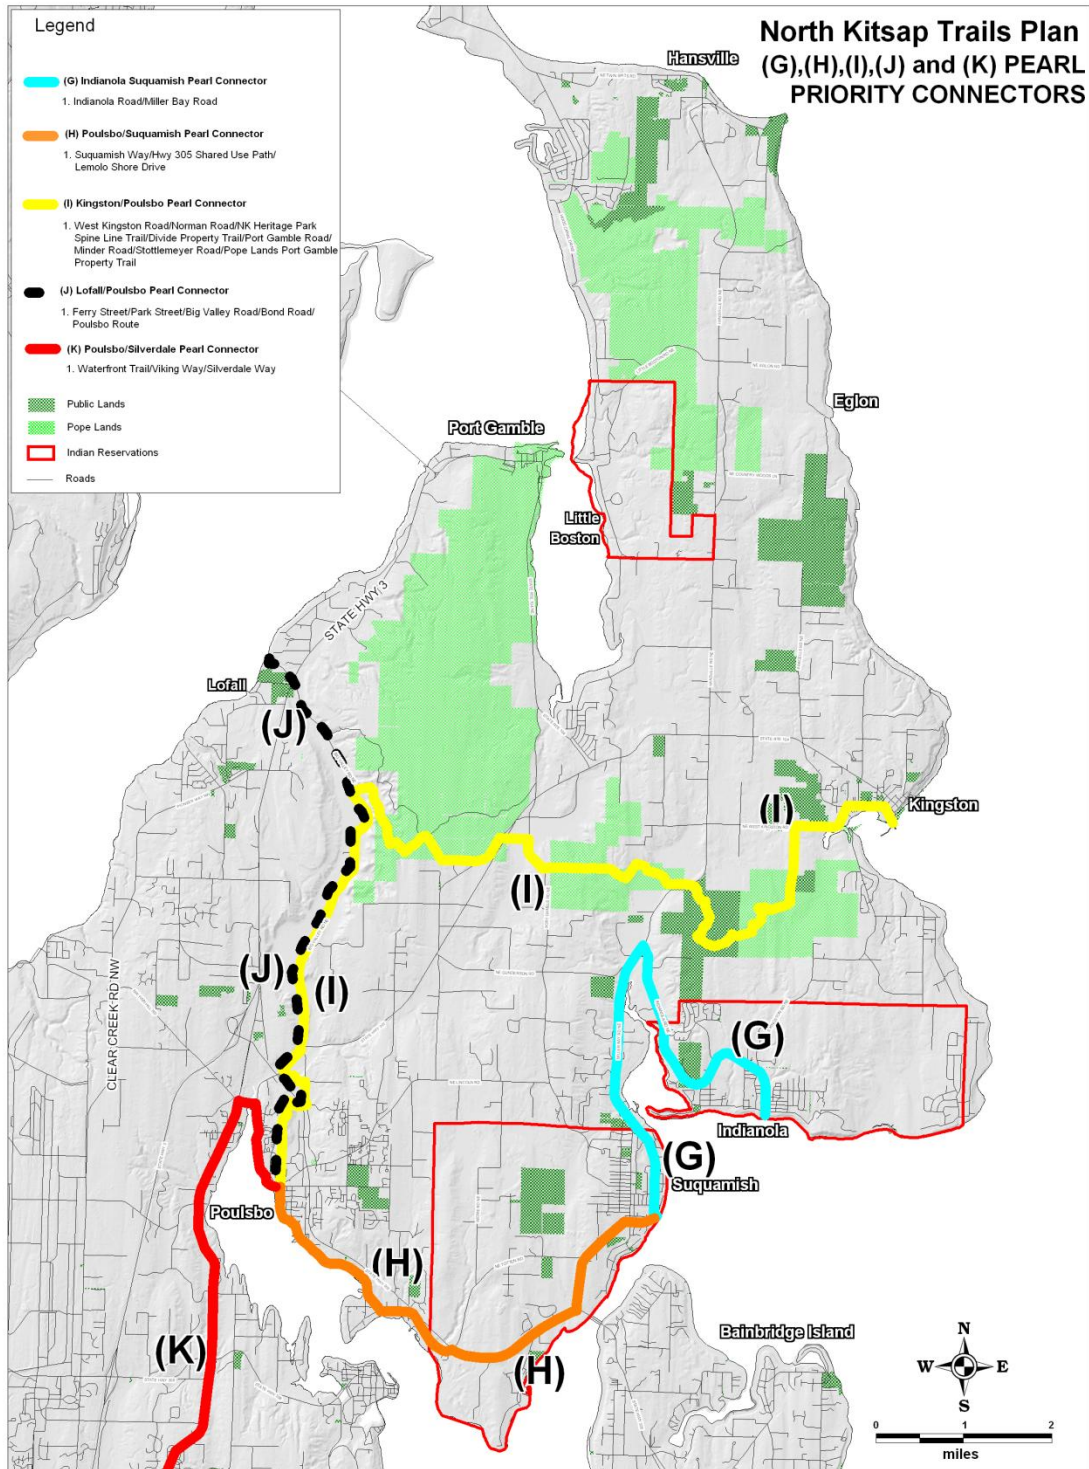 North Kitsap Trails Plan
(G),(H),(I),(J) and (K) PEARL
PRIORITY CONNECTORS
Legend
(G) Indianola Suquamish Pearl Connector
1. Indianola Road/Miller Bay Road
(H) Poulsbo/Suquamish Pearl Connector
1. Suquamish Way/Hwy 305 Shared Use Path/
Lemolo Shore Drive
(I) Kingston/Poulsbo Pearl Connector
1. West Kingston Road/Norman Road/NK Heritage Park
Spine Line Trail/Divide Property Trail/Port Gamble Road/
Minder Road/Stottlemeyer Road/Pope Lands Port Gamble
Property Trail
(J) Lofall/Poulsbo Pearl Connector
1. Ferry Street/Park Street/Big Valley Road/Bond Road/
Poulsbo Route
(K) Poulsbo/Silverdale Pearl Connector
1. Waterfront Trail/Viking Way/Silverdale Way
Public Lands
Pope Lands
Indian Reservations
Roads
Hansville
Eglon
Port Gamble
Little
Boston
STATE HWY 3
Lofall
(J)
(I)
Kingston
(I)
(J)
(I)
CLEAR CREEK RD NW
(G)
Indianola
(G)
Suquamish
Poulsbo
(H)
(H)
(K)
Bainbridge Island
N
W
E
S
0
1
2
miles